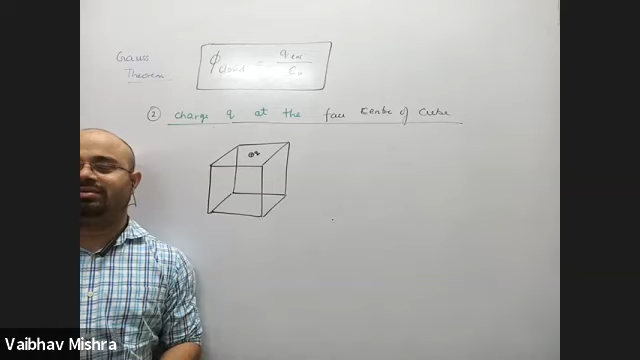 Gauss
Theorem
ϕclosed = qen / ε0
② charge q at the face Centre of Cube
⊕q
Vaibhav Mishra